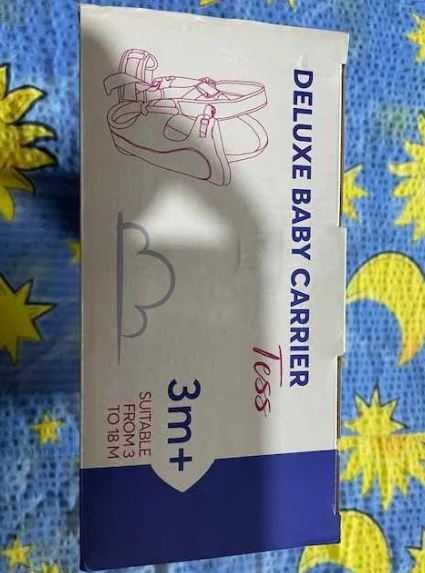 DELUXE BABY CARRIER
Tess
3m+
SUITABLE
FROM 3
TO 18 M